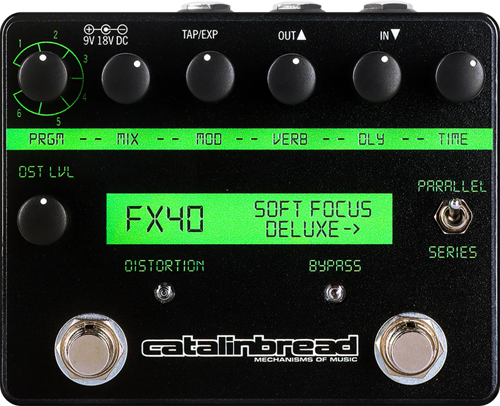 9V 18V DC
TAP/EXP
OUT▲
IN▼
1
2
3
4
5
6
PRGM -- MIX -- MOD -- VERB -- DLY -- TIME
DST LVL
PARALLEL
FX40
SOFT FOCUS
DELUXE->
SERIES
DISTORTION
BYPASS
catalinbread
MECHANISMS OF MUSIC